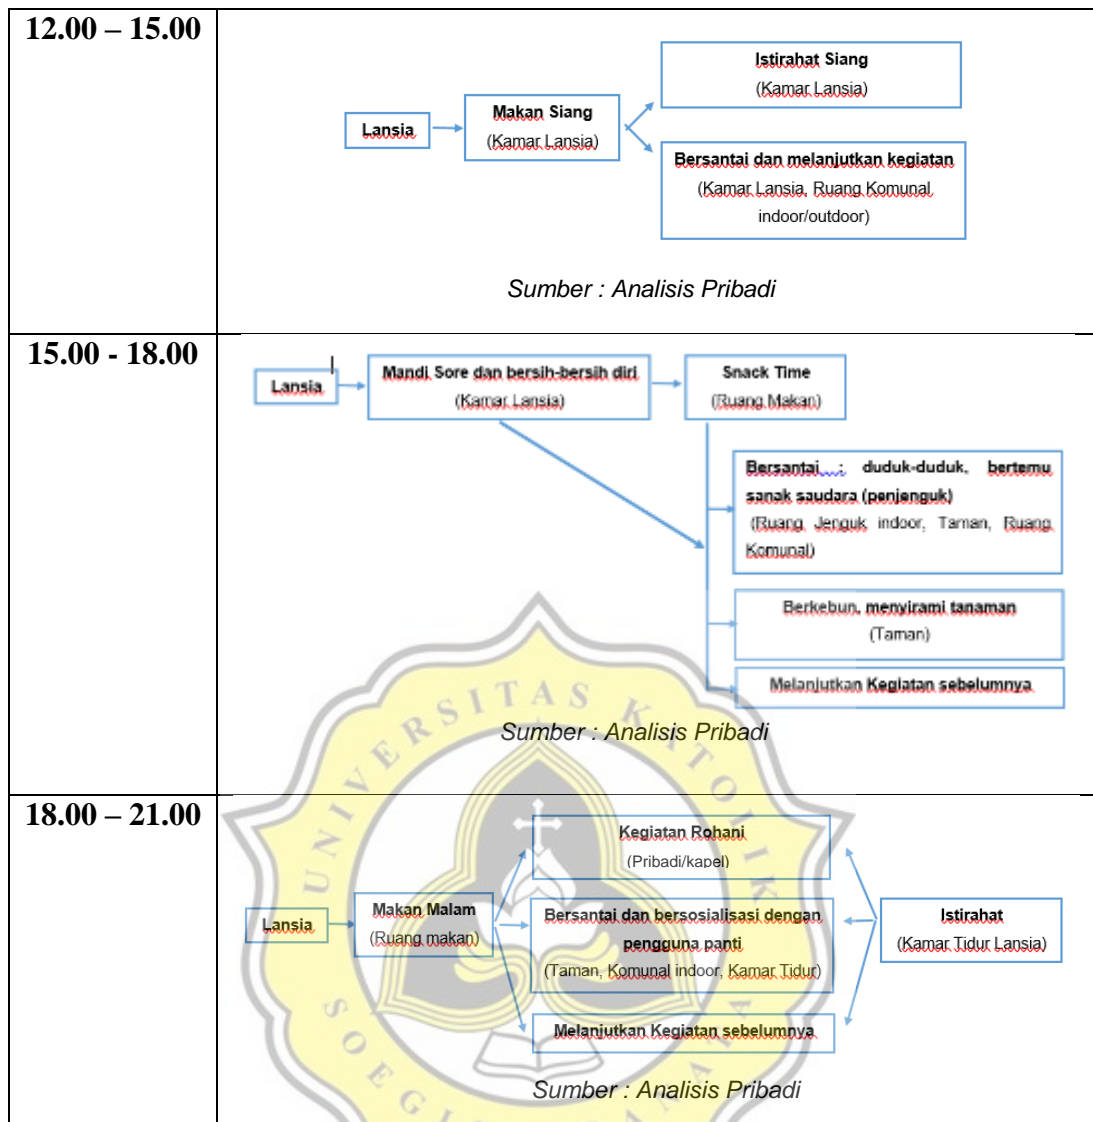 12.00 – 15.00
Lansia
Makan Siang
(Kamar Lansia)
Istirahat Siang
(Kamar Lansia)
Bersantai dan melanjutkan kegiatan
(Kamar Lansia, Ruang Komunal
indoor/outdoor)
Sumber : Analisis Pribadi
15.00 - 18.00
Lansia
Mandi Sore dan bersih-bersih diri
(Kamar Lansia)
Snack Time
(Ruang Makan)
Bersantai : duduk-duduk, bertemu
sanak saudara (penjenguk)
(Ruang Jenguk indoor, Taman, Ruang
Komunal)
Berkebun, menyirami tanaman
(Taman)
Melanjutkan Kegiatan sebelumnya
Sumber : Analisis Pribadi
18.00 – 21.00
Lansia
Makan Malam
(Ruang makan)
Kegiatan Rohani
(Pribadi/kapel)
Bersantai dan bersosialisasi dengan
pengguna panti
(Taman, Komunal indoor, Kamar Tidur)
Melanjutkan Kegiatan sebelumnya
Istirahat
(Kamar Tidur Lansia)
Sumber : Analisis Pribadi
UNIVERSITAS KATOLIK